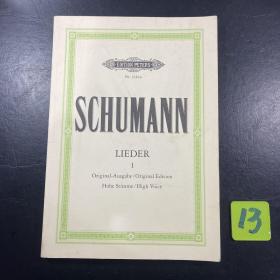 EDITION PETERS
SCHUMANN
LIEDER
I
Original-Ausgabe/Original Edition
Hohe Stimme/High Voice
13